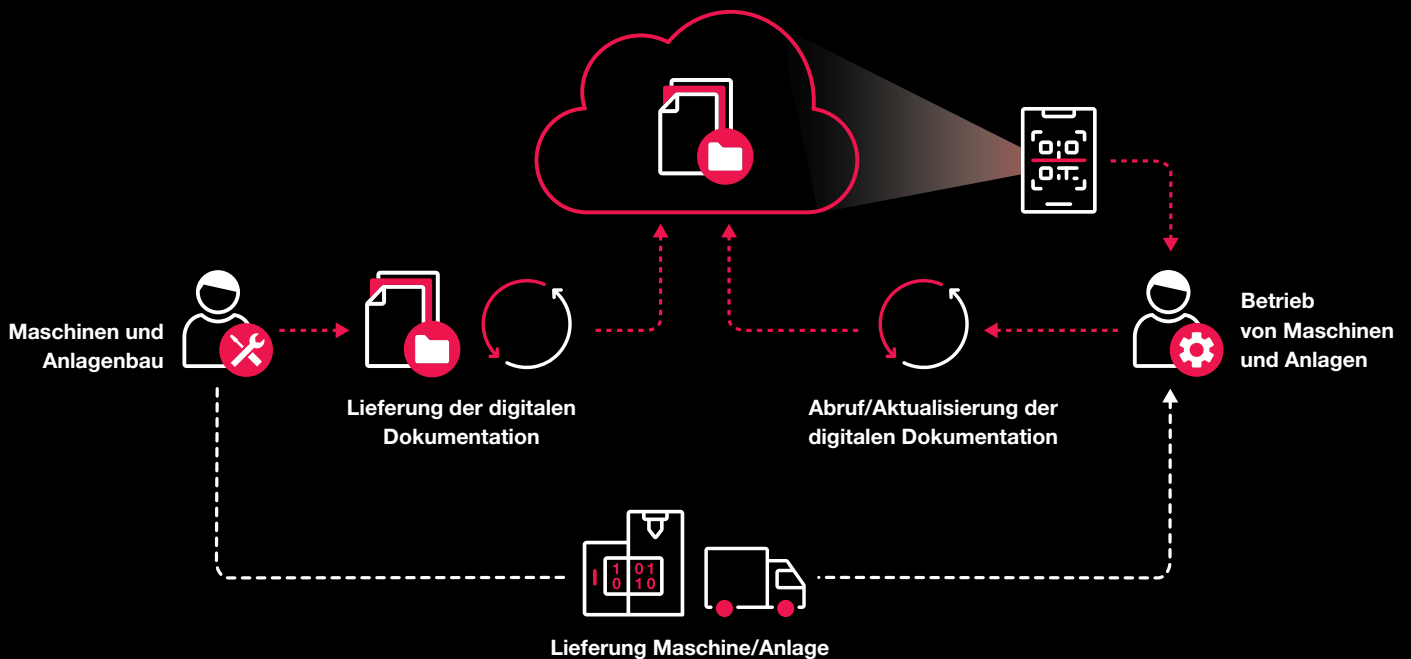 Maschinen und
Anlagenbau
Lieferung der digitalen
Dokumentation
Abruf/Aktualisierung der
digitalen Dokumentation
Betrieb
von Maschinen
und Anlagen
1 01
0 10
Lieferung Maschine/Anlage